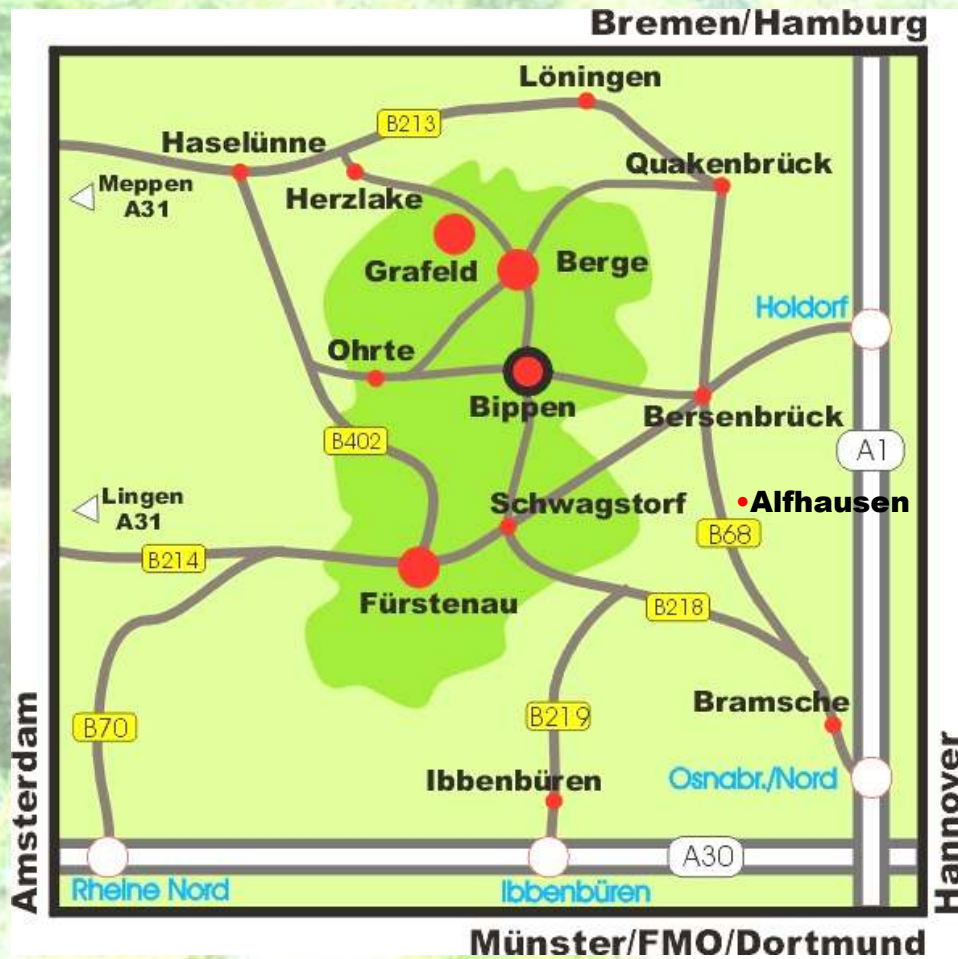 Bremen/Hamburg
Löningen
B213
Haselünne
Quakenbrück
Meppen
A31
Herzlake
Grafeld
Berge
Holdorf
Ohrte
Bippen
Bersenbrück
B402
A1
Lingen
A31
Schwagstorf
•Alfhausen
B68
B214
Fürstenau
B218
Bramsche
B70
B219
Ibbenbüren
Osnabr./Nord
Amsterdam
Hannover
A30
Rheine Nord
Ibbenbüren
Münster/FMO/Dortmund